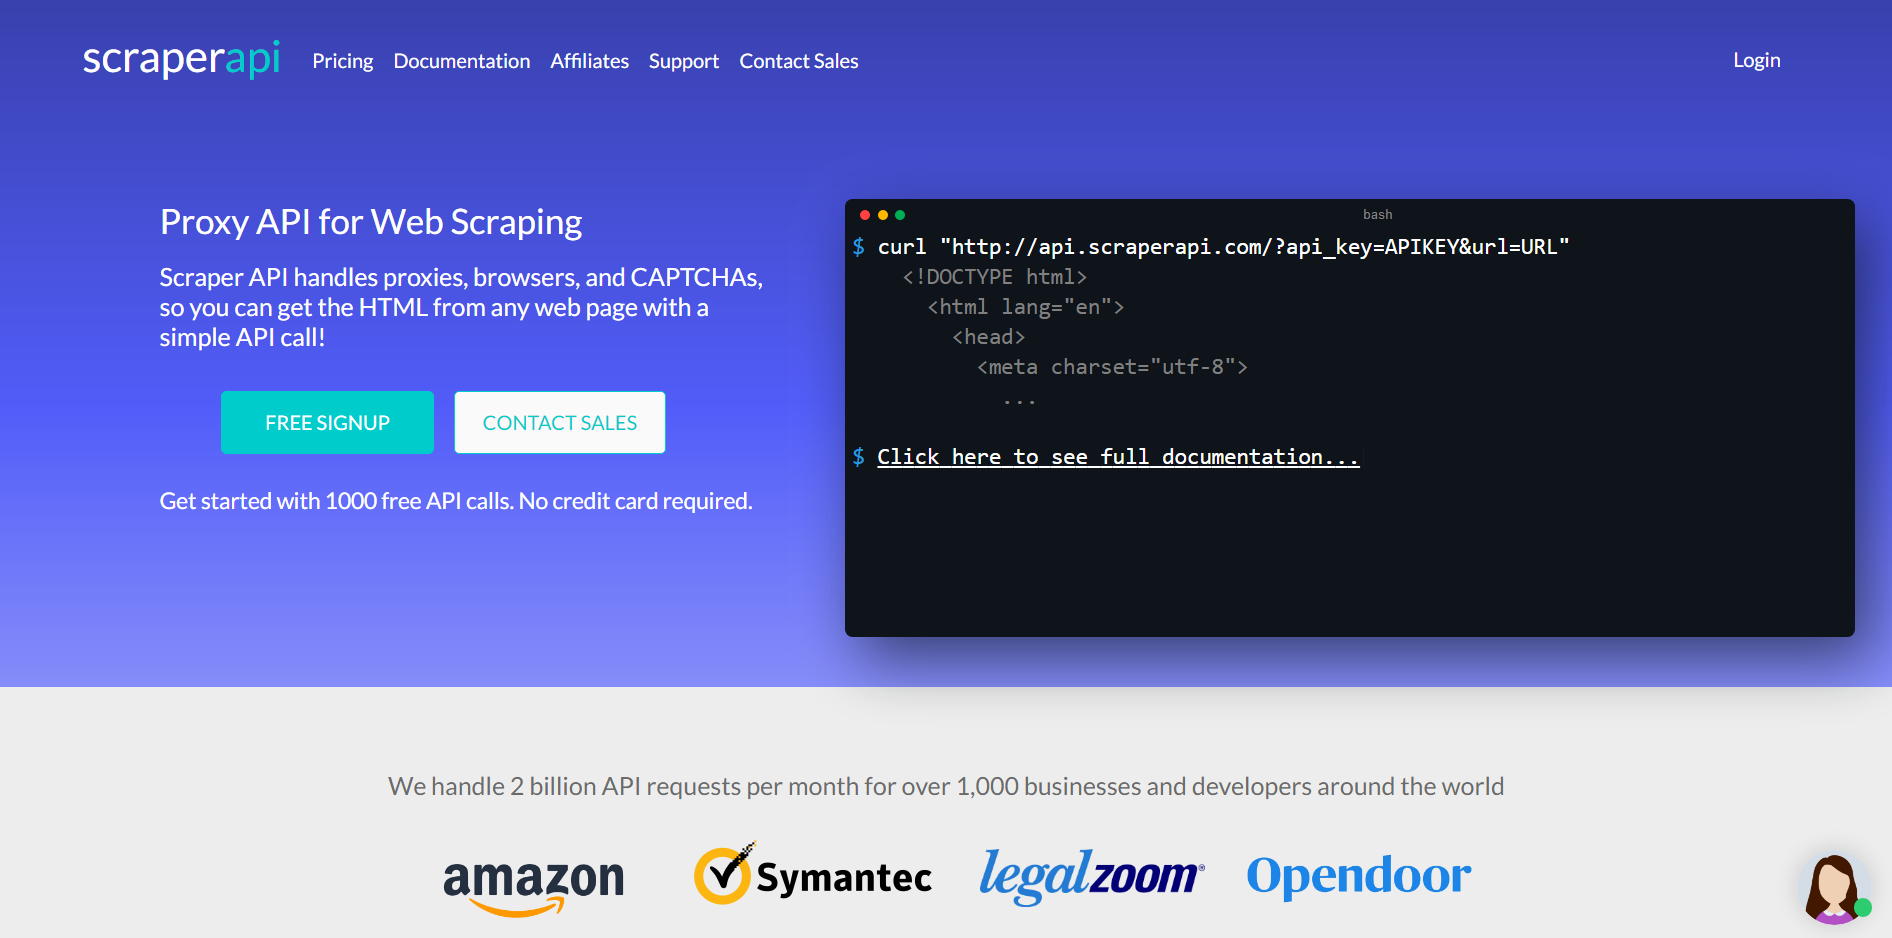 scraperapi Pricing Documentation Affiliates Support Contact Sales Login
Proxy API for Web Scraping
Scraper API handles proxies, browsers, and CAPTCHAs,
so you can get the HTML from any web page with a
simple API call!
FREE SIGNUP CONTACT SALES
Get started with 1000 free API calls. No credit card required.
bash
$ curl "http://api.scraperapi.com/?api_key=APIKEY&url=URL"
<!DOCTYPE html>
<html lang="en">
<head>
<meta charset="utf-8">
...
$ Click here to see full documentation...
We handle 2 billion API requests per month for over 1,000 businesses and developers around the world
amazon Symantec legalzoom® Opendoor